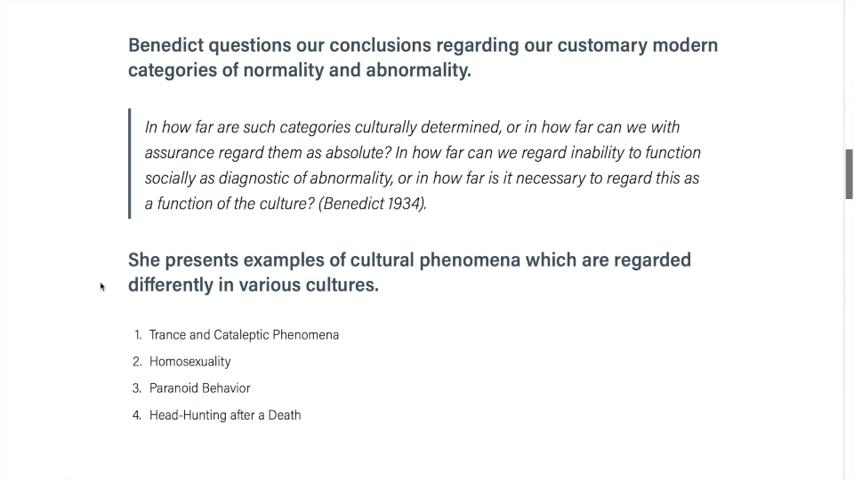 Benedict questions our conclusions regarding our customary modern
categories of normality and abnormality.
In how far are such categories culturally determined, or in how far can we with
assurance regard them as absolute? In how far can we regard inability to function
socially as diagnostic of abnormality, or in how far is it necessary to regard this as
a function of the culture? (Benedict 1934).
She presents examples of cultural phenomena which are regarded
differently in various cultures.
1. Trance and Cataleptic Phenomena
2. Homosexuality
3. Paranoid Behavior
4. Head-Hunting after a Death